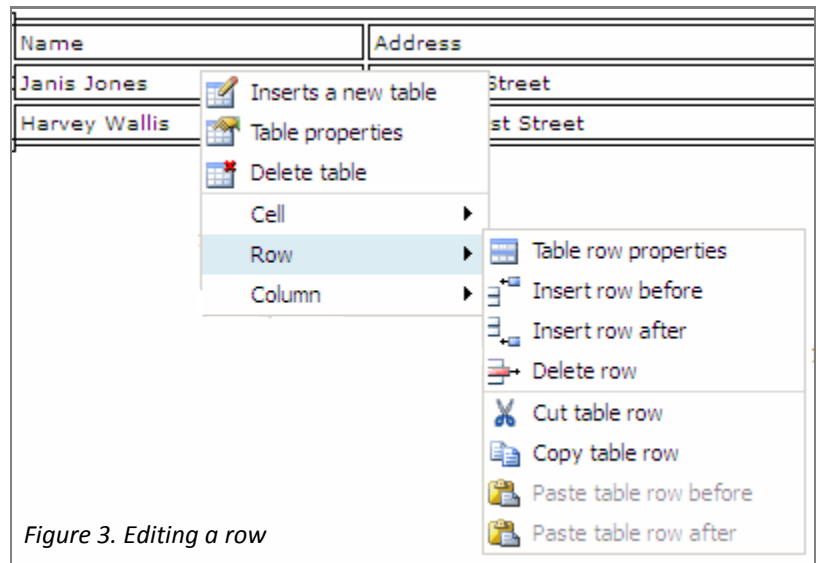 Name Address
Janis Jones Street
Harvey Wallis st Street
Inserts a new table
Table properties
Delete table
Cell
Row
Column
Table row properties
Insert row before
Insert row after
Delete row
Cut table row
Copy table row
Paste table row before
Paste table row after
Figure 3. Editing a row